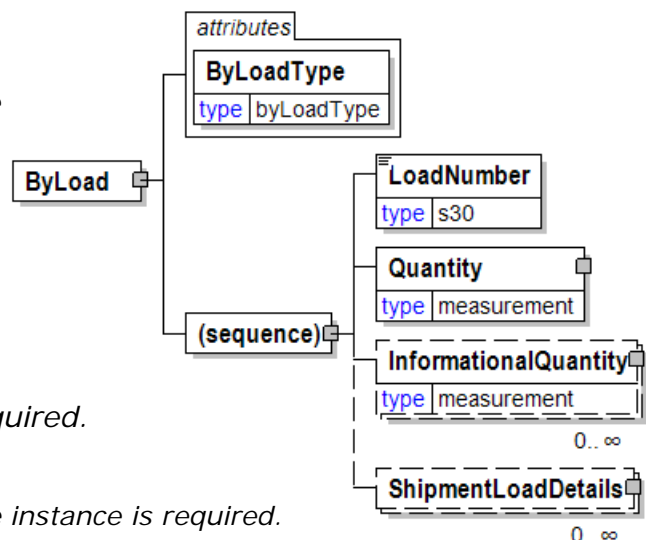 attributes
ByLoadType
type byLoadType
ByLoad
LoadNumber
type s30
Quantity
type measurement
(sequence)
InformationalQuantity
type measurement
0.. ∞
ShipmentLoadDetails
0.. ∞
instance is required.